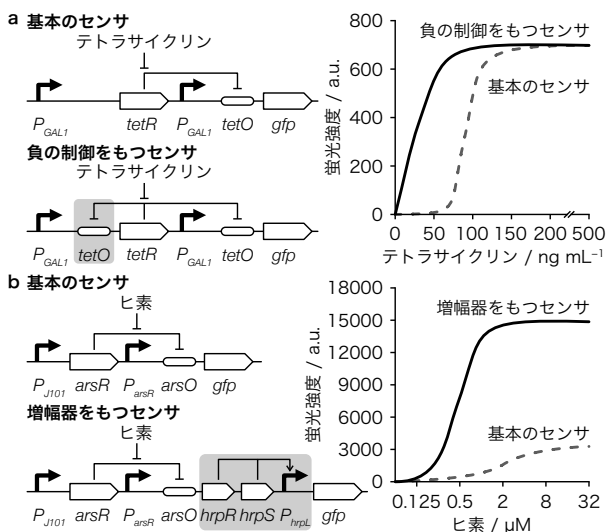 a 基本のセンサ
テトラサイクリン
P_GAL1 tetR P_GAL1 tetO gfp
負の制御をもつセンサ
テトラサイクリン
P_GAL1 tetO tetR P_GAL1 tetO gfp
蛍光強度 / a.u.
800
600
400
200
0
負の制御をもつセンサ
基本のセンサ
0 50 100 150 200 500
テトラサイクリン / ng mL⁻¹
b 基本のセンサ
ヒ素
P_J101 arsR P_arsR arsO gfp
増幅器をもつセンサ
ヒ素
P_J101 arsR P_arsR arsO hrpR hrpS P_hrpL gfp
蛍光強度 / a.u.
18000
15000
12000
9000
6000
3000
0
増幅器をもつセンサ
基本のセンサ
0.125 0.5 2 8 32
ヒ素 / μM